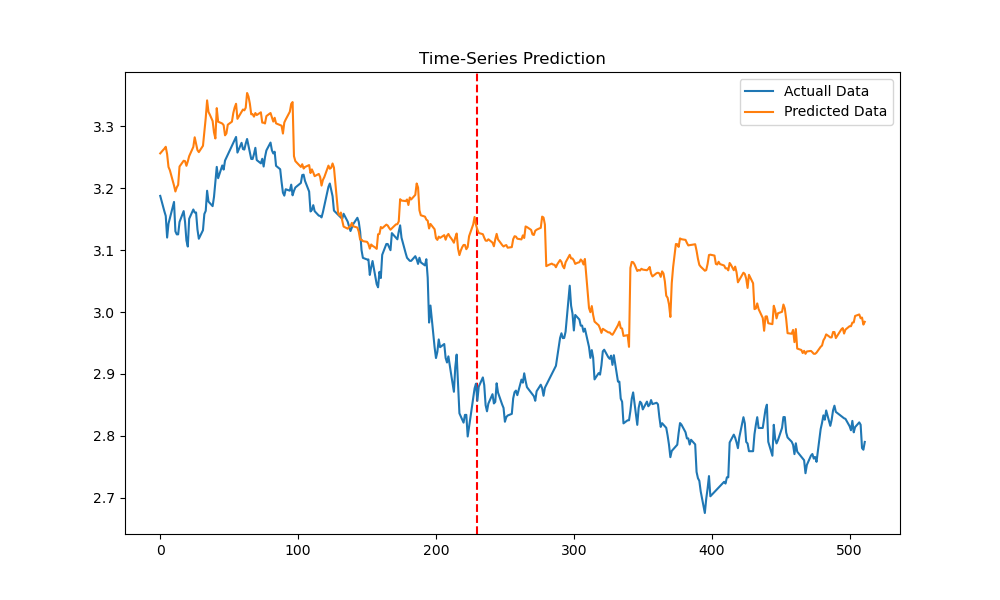 Time-Series Prediction
Actuall Data
Predicted Data
3.3
3.2
3.1
3.0
2.9
2.8
2.7
0 100 200 300 400 500